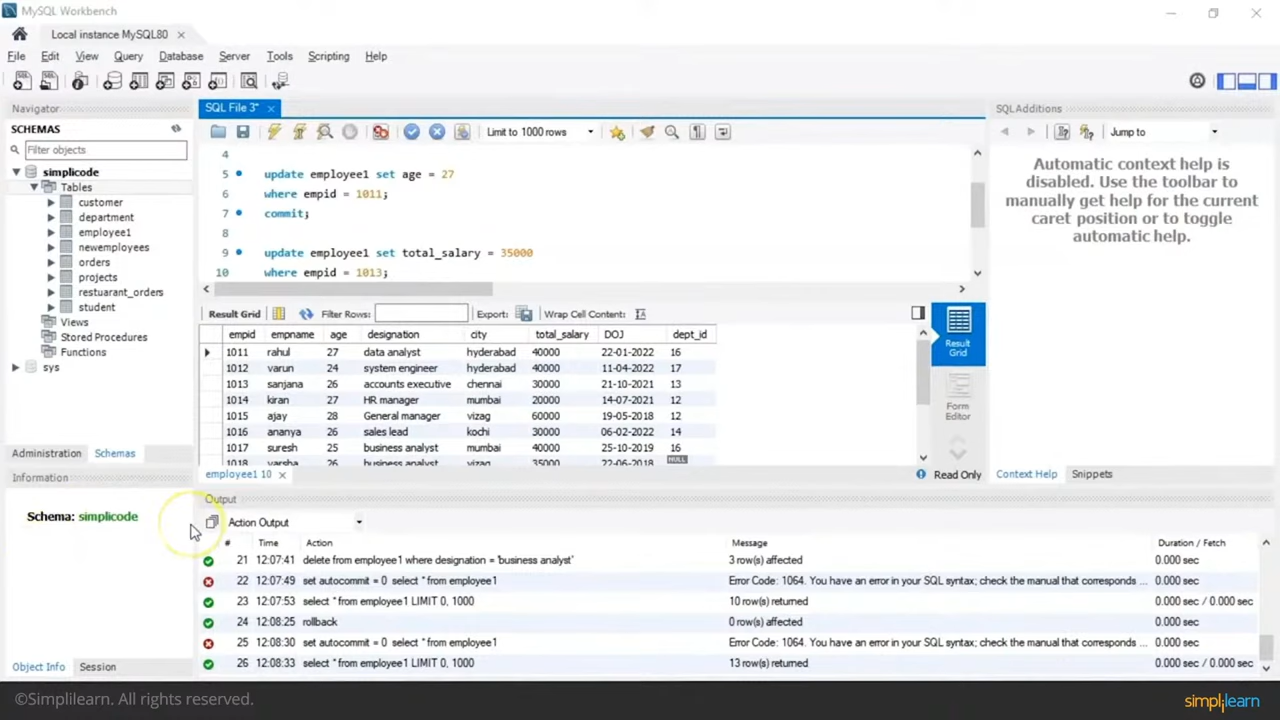 MySQL Workbench
Local instance MySQL80
File Edit View Query Database Server Tools Scripting Help
Navigator
SCHEMAS
Filter objects
simplicode
Tables
customer
department
employee1
newemployees
orders
projects
restuarant_orders
student
Views
Stored Procedures
Functions
sys
Administration Schemas
Information
Schema: simplicode
Object Info Session
SQL File 3*
Limit to 1000 rows
4
5 update employee1 set age = 27
6 where empid = 1011;
7 commit;
8
9 update employee1 set total_salary = 35000
10 where empid = 1013;
Result Grid Filter Rows: Export: Wrap Cell Content:
empid empname age designation city total_salary DOJ dept_id
1011 rahul 27 data analyst hyderabad 40000 22-01-2022 16
1012 varun 24 system engineer hyderabad 40000 11-04-2022 17
1013 sanjana 26 accounts executive chennai 30000 21-10-2021 13
1014 kiran 27 HR manager mumbai 20000 14-07-2021 12
1015 ajay 28 General manager vizag 60000 19-05-2018 12
1016 ananya 26 sales lead kochi 30000 06-02-2022 14
1017 suresh 25 business analyst mumbai 40000 25-10-2019 16
1018 varsha 26 business analyst vizag 35000 22-06-2018 NULL
Result Grid
Form Editor
employee1 10
Read Only
SQL Additions
Jump to
Automatic context help is
disabled. Use the toolbar to
manually get help for the current
caret position or to toggle
automatic help.
Context Help Snippets
Output
Action Output
# Time Action Message Duration / Fetch
21 12:07:41 delete from employee1 where designation = 'business analyst' 3 row(s) affected 0.000 sec
22 12:07:49 set autocommit = 0 select * from employee1 Error Code: 1064. You have an error in your SQL syntax; check the manual that corresponds ... 0.000 sec
23 12:07:53 select * from employee1 LIMIT 0, 1000 10 row(s) returned 0.000 sec / 0.000 sec
24 12:08:25 rollback 0 row(s) affected 0.000 sec
25 12:08:30 set autocommit = 0 select * from employee1 Error Code: 1064. You have an error in your SQL syntax; check the manual that corresponds ... 0.000 sec
26 12:08:33 select * from employee1 LIMIT 0, 1000 13 row(s) returned 0.000 sec / 0.000 sec
©Simplilearn. All rights reserved.
simplilearn